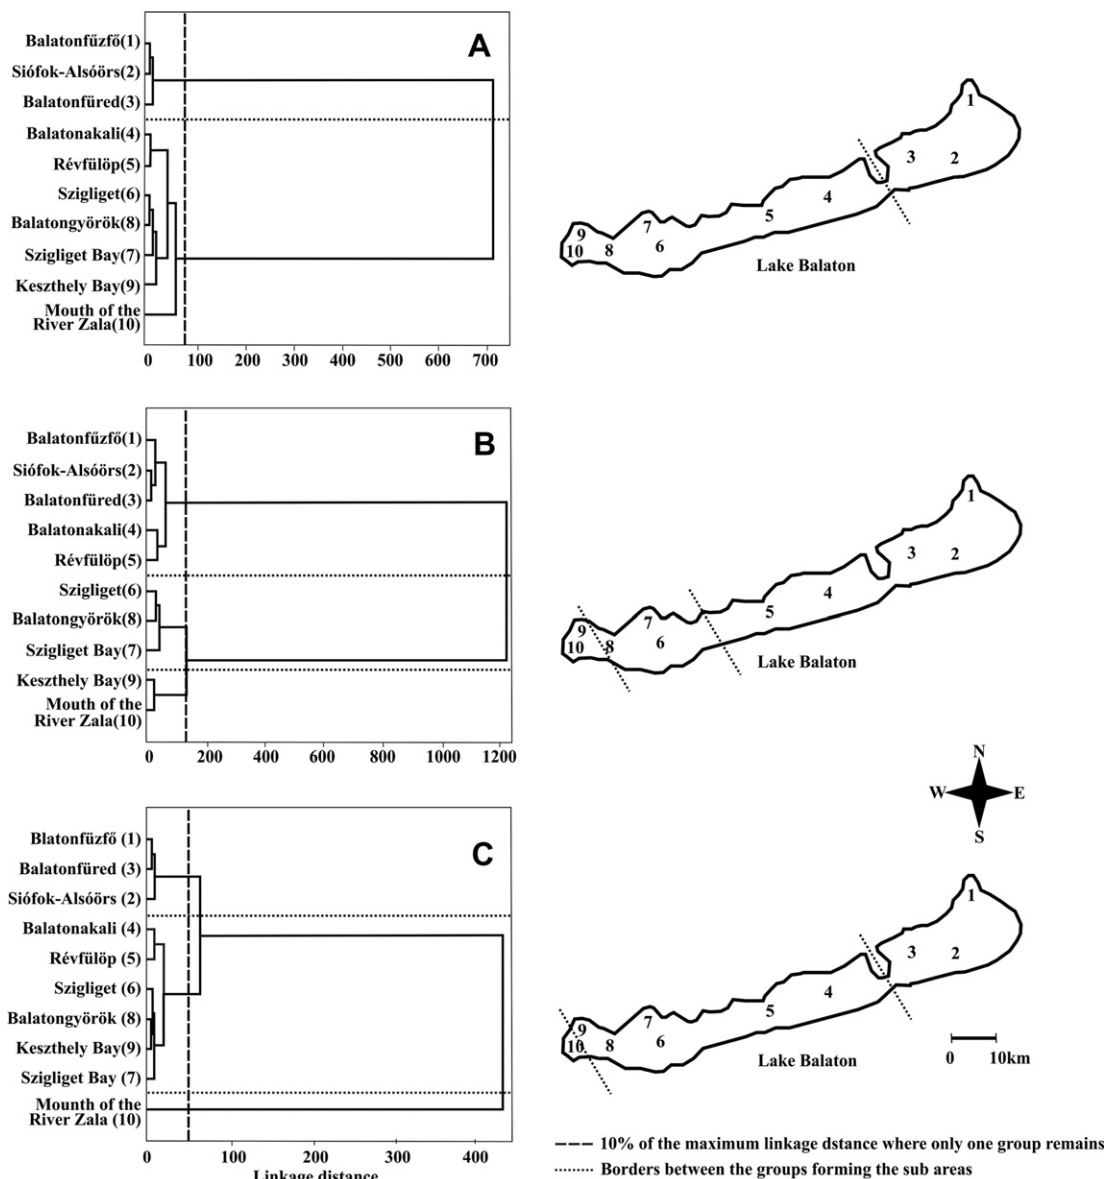 A
Balatonfűzfő(1)
Siófok-Alsóörs(2)
Balatonfüred(3)
Balatonakali(4)
Révfülöp(5)
Szigliget(6)
Balatongyörök(8)
Szigliget Bay(7)
Keszthely Bay(9)
Mouth of the
River Zala(10)
0 100 200 300 400 500 600 700
1
3 2
4
5
7
6
9
8
10
Lake Balaton
B
Balatonfűzfő(1)
Siófok-Alsóörs(2)
Balatonfüred(3)
Balatonakali(4)
Révfülöp(5)
Szigliget(6)
Balatongyörök(8)
Szigliget Bay(7)
Keszthely Bay(9)
Mouth of the
River Zala(10)
0 200 400 600 800 1000 1200
1
3 2
4
5
7
6
9
8
10
Lake Balaton
N
W E
S
C
Blatonfüzfő (1)
Balatonfüred (3)
Siófok-Alsóörs (2)
Balatonakali (4)
Révfülöp (5)
Szigliget (6)
Balatongyörök (8)
Keszthely Bay(9)
Szigliget Bay (7)
Mounth of the
River Zala (10)
0 100 200 300 400
Linkage distance
1
3 2
4
5
7
6
9
8
10
Lake Balaton
0 10km
10% of the maximum linkage dstance where only one group remains
Borders between the groups forming the sub areas